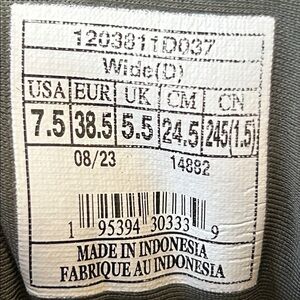 1203811D037
Wide(D)
USA EUR UK CM CN
7.5 38.5 5.5 24.5 245(1.5)
08/23 14882
1 95394 30333 9
MADE IN INDONESIA
FABRIQUE AU INDONESIA